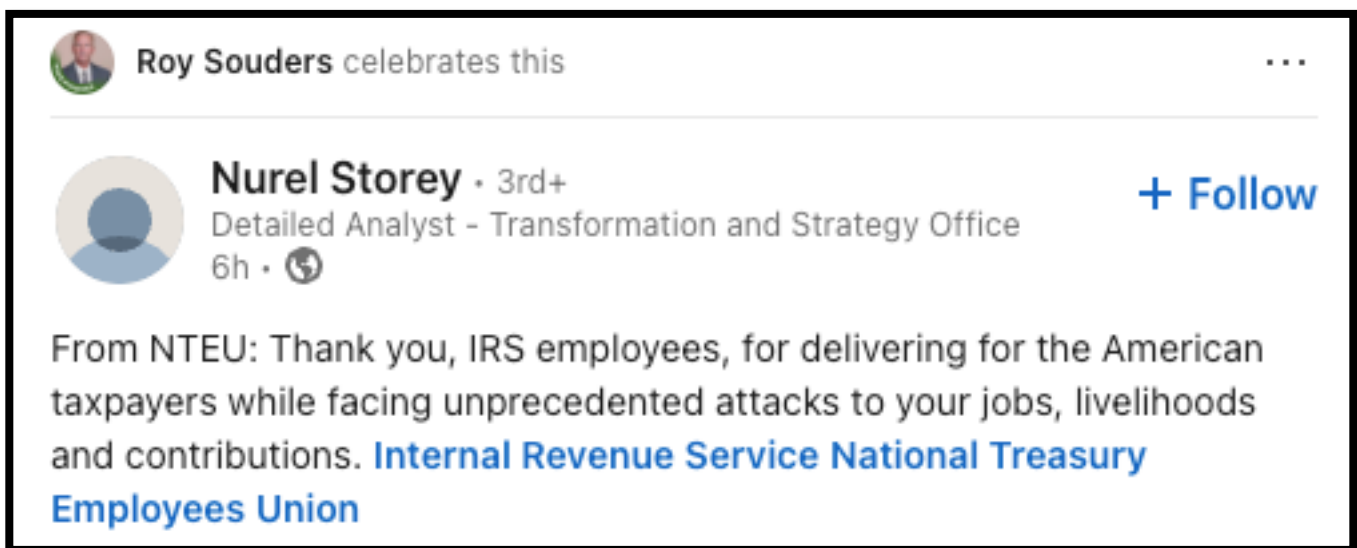 Roy Souders celebrates this
...
Nurel Storey • 3rd+
+ Follow
Detailed Analyst - Transformation and Strategy Office
6h •
From NTEU: Thank you, IRS employees, for delivering for the American
taxpayers while facing unprecedented attacks to your jobs, livelihoods
and contributions. Internal Revenue Service National Treasury
Employees Union